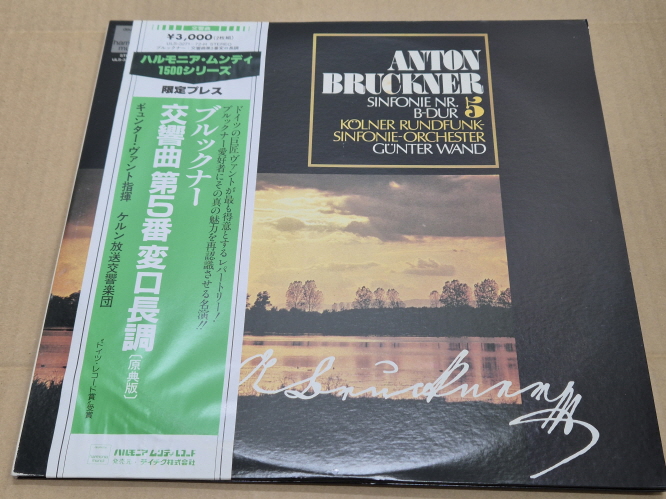 ¥3,000
ハルモニア・ムンディ
1500シリーズ
限定プレス
ドイツの巨匠ヴァントが最も得意とするレパートリー!
ブルックナー愛好者にその真の魅力を再認識させる名演!!
ブルックナー
交響曲 第5番 変ロ長調
〔原典版〕
ギュンター・ヴァント指揮 ケルン放送交響楽団
"ドイツ・レコード賞"受賞
ハルモニア ムンディ レコード
ANTON
BRUCKNER
SINFONIE NR. 5
B-DUR
KÖLNER RUNDFUNK-
SINFONIE-ORCHESTER
GÜNTER WAND
A Bruckner